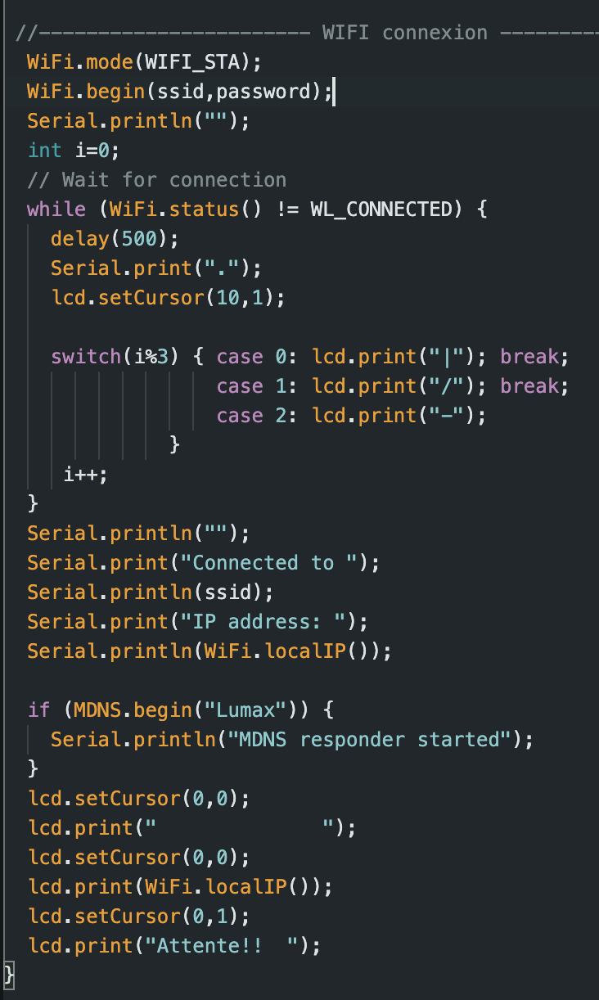 //----------------------- WIFI connexion --------
WiFi.mode(WIFI_STA);
WiFi.begin(ssid,password);
Serial.println("");
int i=0;
// Wait for connection
while (WiFi.status() != WL_CONNECTED) {
  delay(500);
  Serial.print(".");
  lcd.setCursor(10,1);
  switch(i%3) { case 0: lcd.print("|"); break;
                case 1: lcd.print("/"); break;
                case 2: lcd.print("-");
            }
   i++;
}
Serial.println("");
Serial.print("Connected to ");
Serial.println(ssid);
Serial.print("IP address: ");
Serial.println(WiFi.localIP());
if (MDNS.begin("Lumax")) {
  Serial.println("MDNS responder started");
}
lcd.setCursor(0,0);
lcd.print("              ");
lcd.setCursor(0,0);
lcd.print(WiFi.localIP());
lcd.setCursor(0,1);
lcd.print("Attente!!  ");
}